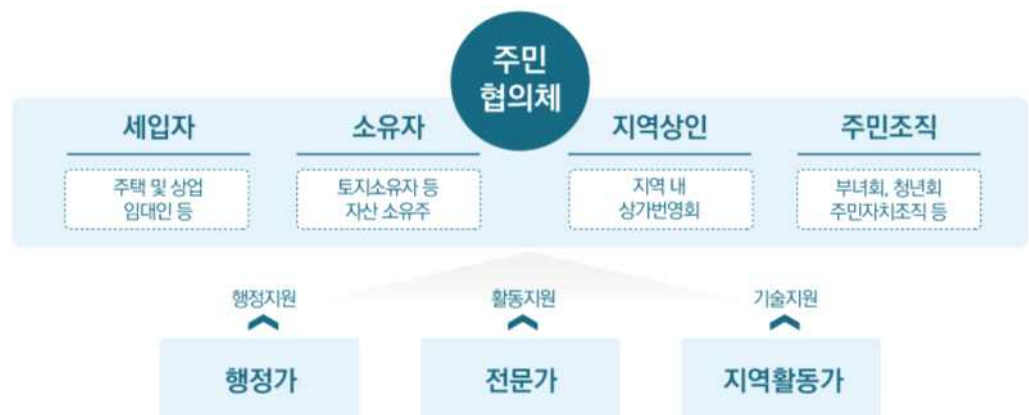 주민
협의체
세입자
소유자
지역상인
주민조직
주택 및 상업
임대인 등
토지소유자 등
자산 소유주
지역 내
상가번영회
부녀회, 청년회
주민자치조직 등
행정지원
활동지원
기술지원
행정가
전문가
지역활동가